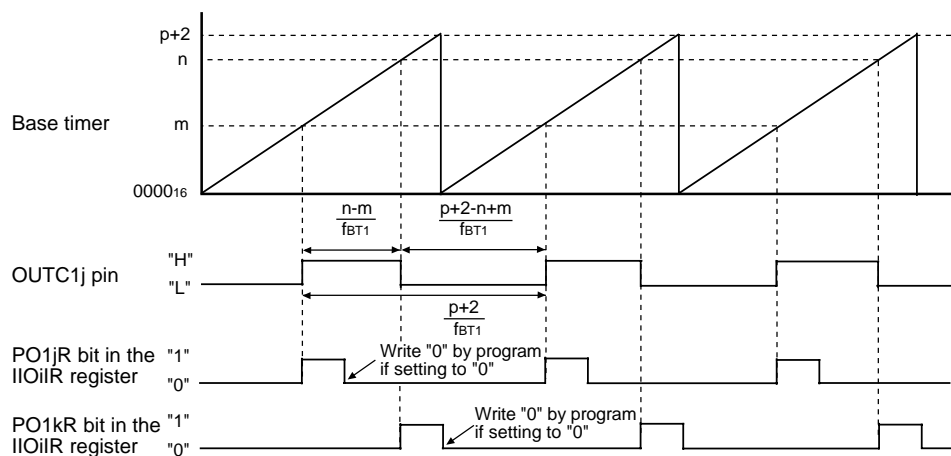 p+2
n
Base timer
m
0000₁₆
n-m
fBT1
p+2-n+m
fBT1
"H"
OUTC1j pin
"L"
p+2
fBT1
PO1jR bit in the
IIOiIR register
"1"
"0"
Write "0" by program
if setting to "0"
PO1kR bit in the
IIOiIR register
"1"
"0"
Write "0" by program
if setting to "0"